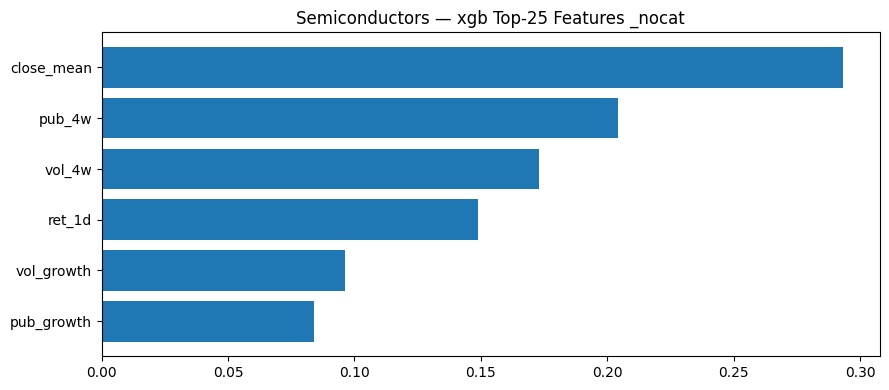 Semiconductors — xgb Top-25 Features _nocat
close_mean
pub_4w
vol_4w
ret_1d
vol_growth
pub_growth
0.00 0.05 0.10 0.15 0.20 0.25 0.30